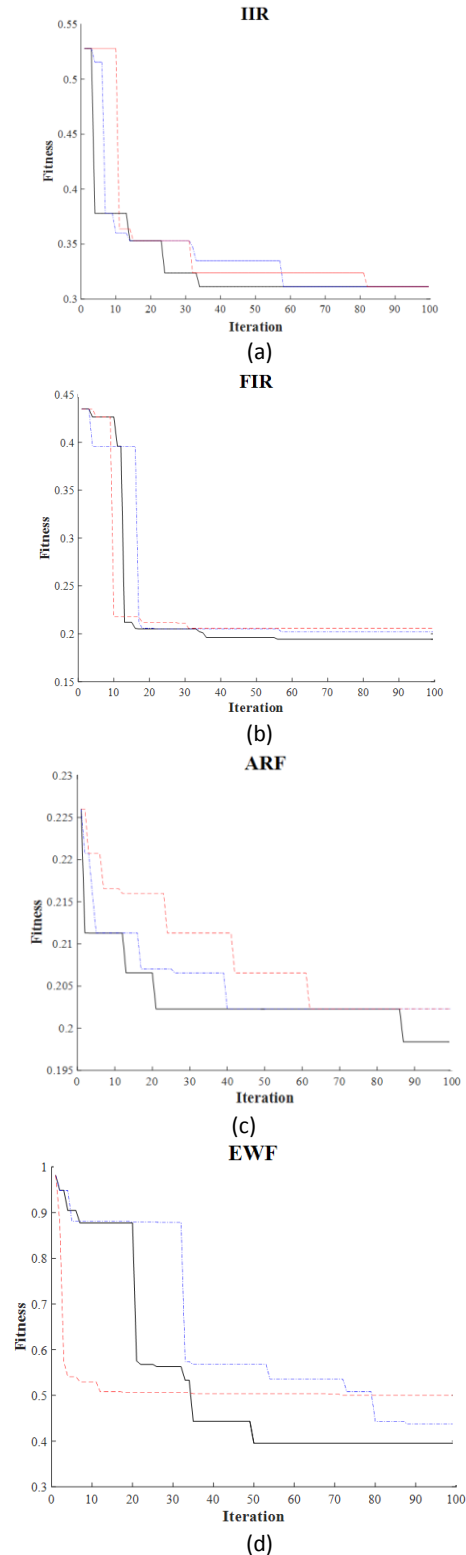 IIR
0.55
0.5
0.45
0.4
0.35
0.3
Fitness
0 10 20 30 40 50 60 70 80 90 100
Iteration
(a)
FIR
0.45
0.4
0.35
0.3
0.25
0.2
0.15
Fitness
0 10 20 30 40 50 60 70 80 90 100
Iteration
(b)
ARF
0.23
0.225
0.22
0.215
0.21
0.205
0.2
0.195
Fitness
0 10 20 30 40 50 60 70 80 90 100
Iteration
(c)
EWF
1
0.9
0.8
0.7
0.6
0.5
0.4
0.3
Fitness
0 10 20 30 40 50 60 70 80 90 100
Iteration
(d)